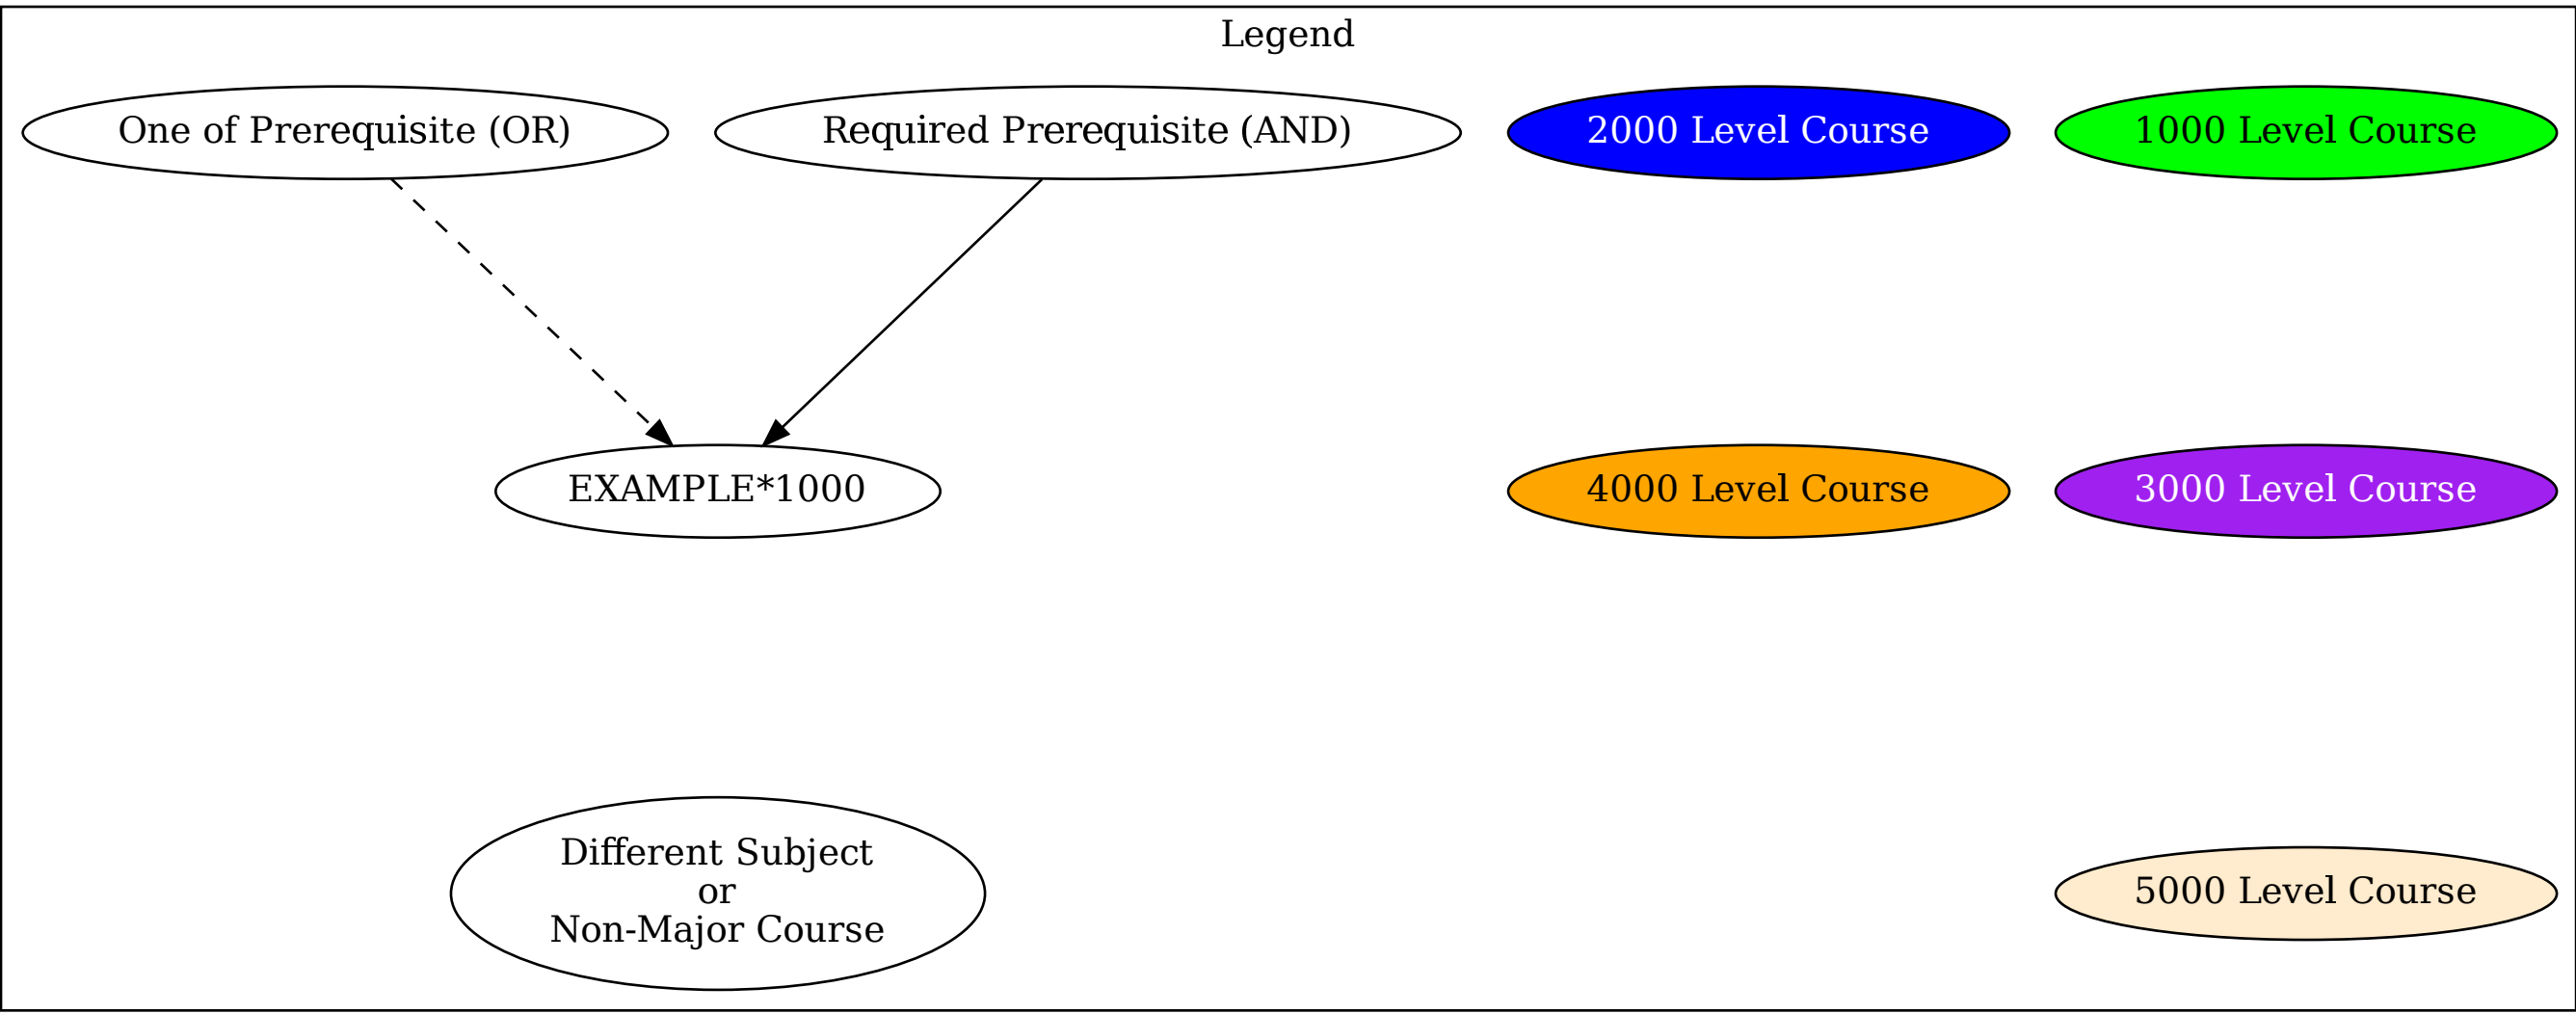 Legend
One of Prerequisite (OR)
Required Prerequisite (AND)
2000 Level Course
1000 Level Course
EXAMPLE*1000
4000 Level Course
3000 Level Course
Different Subject
or
Non-Major Course
5000 Level Course